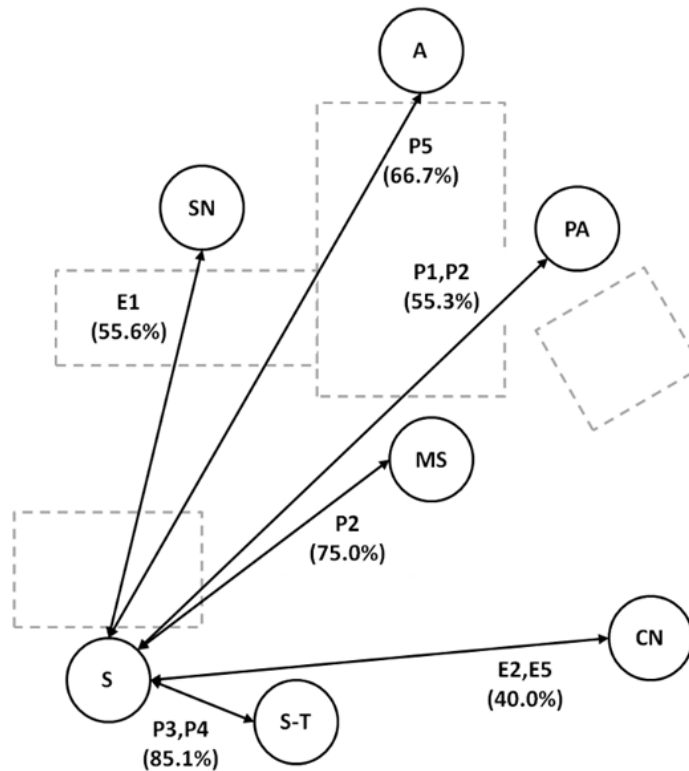 A
P5
(66.7%)
SN
PA
P1,P2
(55.3%)
E1
(55.6%)
MS
P2
(75.0%)
CN
E2,E5
(40.0%)
S
S-T
P3,P4
(85.1%)